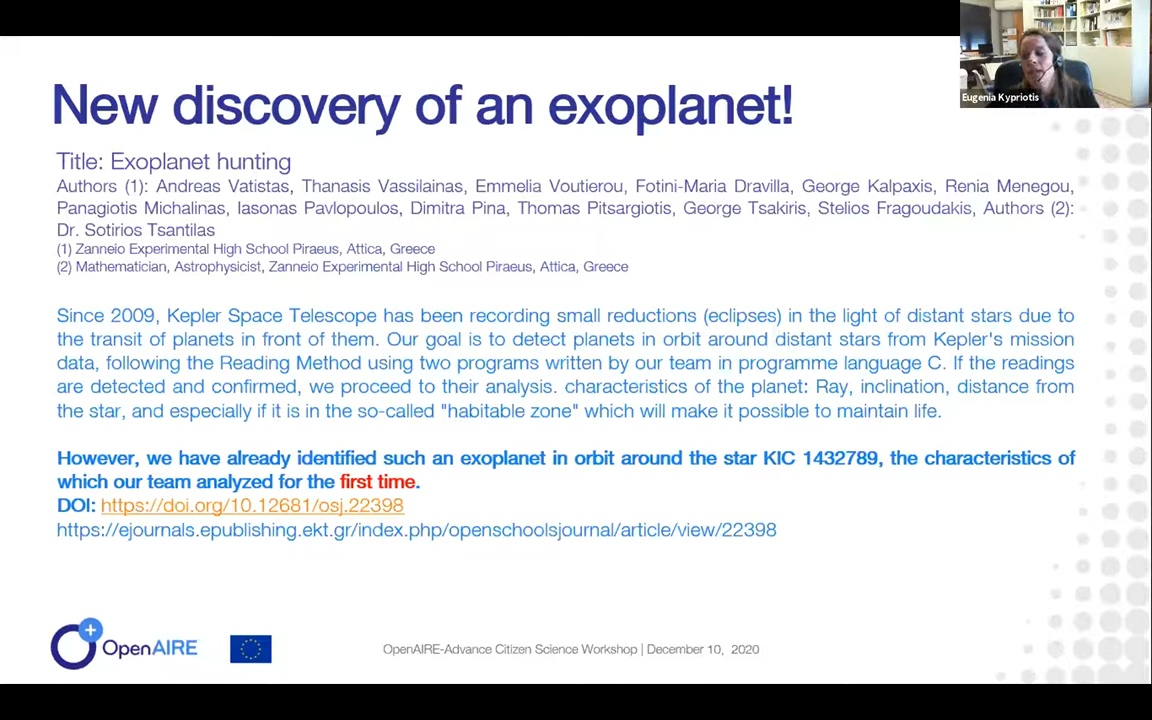 Eugenia Kypriotis
New discovery of an exoplanet!
Title: Exoplanet hunting
Authors (1): Andreas Vatistas, Thanasis Vassilainas, Emmelia Voutierou, Fotini-Maria Dravilla, George Kalpaxis, Renia Menegou,
Panagiotis Michalinas, Iasonas Pavlopoulos, Dimitra Pina, Thomas Pitsargiotis, George Tsakiris, Stelios Fragoudakis, Authors (2):
Dr. Sotirios Tsantilas
(1) Zanneio Experimental High School Piraeus, Attica, Greece
(2) Mathematician, Astrophysicist, Zanneio Experimental High School Piraeus, Attica, Greece
Since 2009, Kepler Space Telescope has been recording small reductions (eclipses) in the light of distant stars due to
the transit of planets in front of them. Our goal is to detect planets in orbit around distant stars from Kepler's mission
data, following the Reading Method using two programs written by our team in programme language C. If the readings
are detected and confirmed, we proceed to their analysis. characteristics of the planet: Ray, inclination, distance from
the star, and especially if it is in the so-called "habitable zone" which will make it possible to maintain life.
However, we have already identified such an exoplanet in orbit around the star KIC 1432789, the characteristics of
which our team analyzed for the first time.
DOI: https://doi.org/10.12681/osj.22398
https://ejournals.epublishing.ekt.gr/index.php/openschoolsjournal/article/view/22398
OpenAIRE
OpenAIRE-Advance Citizen Science Workshop | December 10, 2020